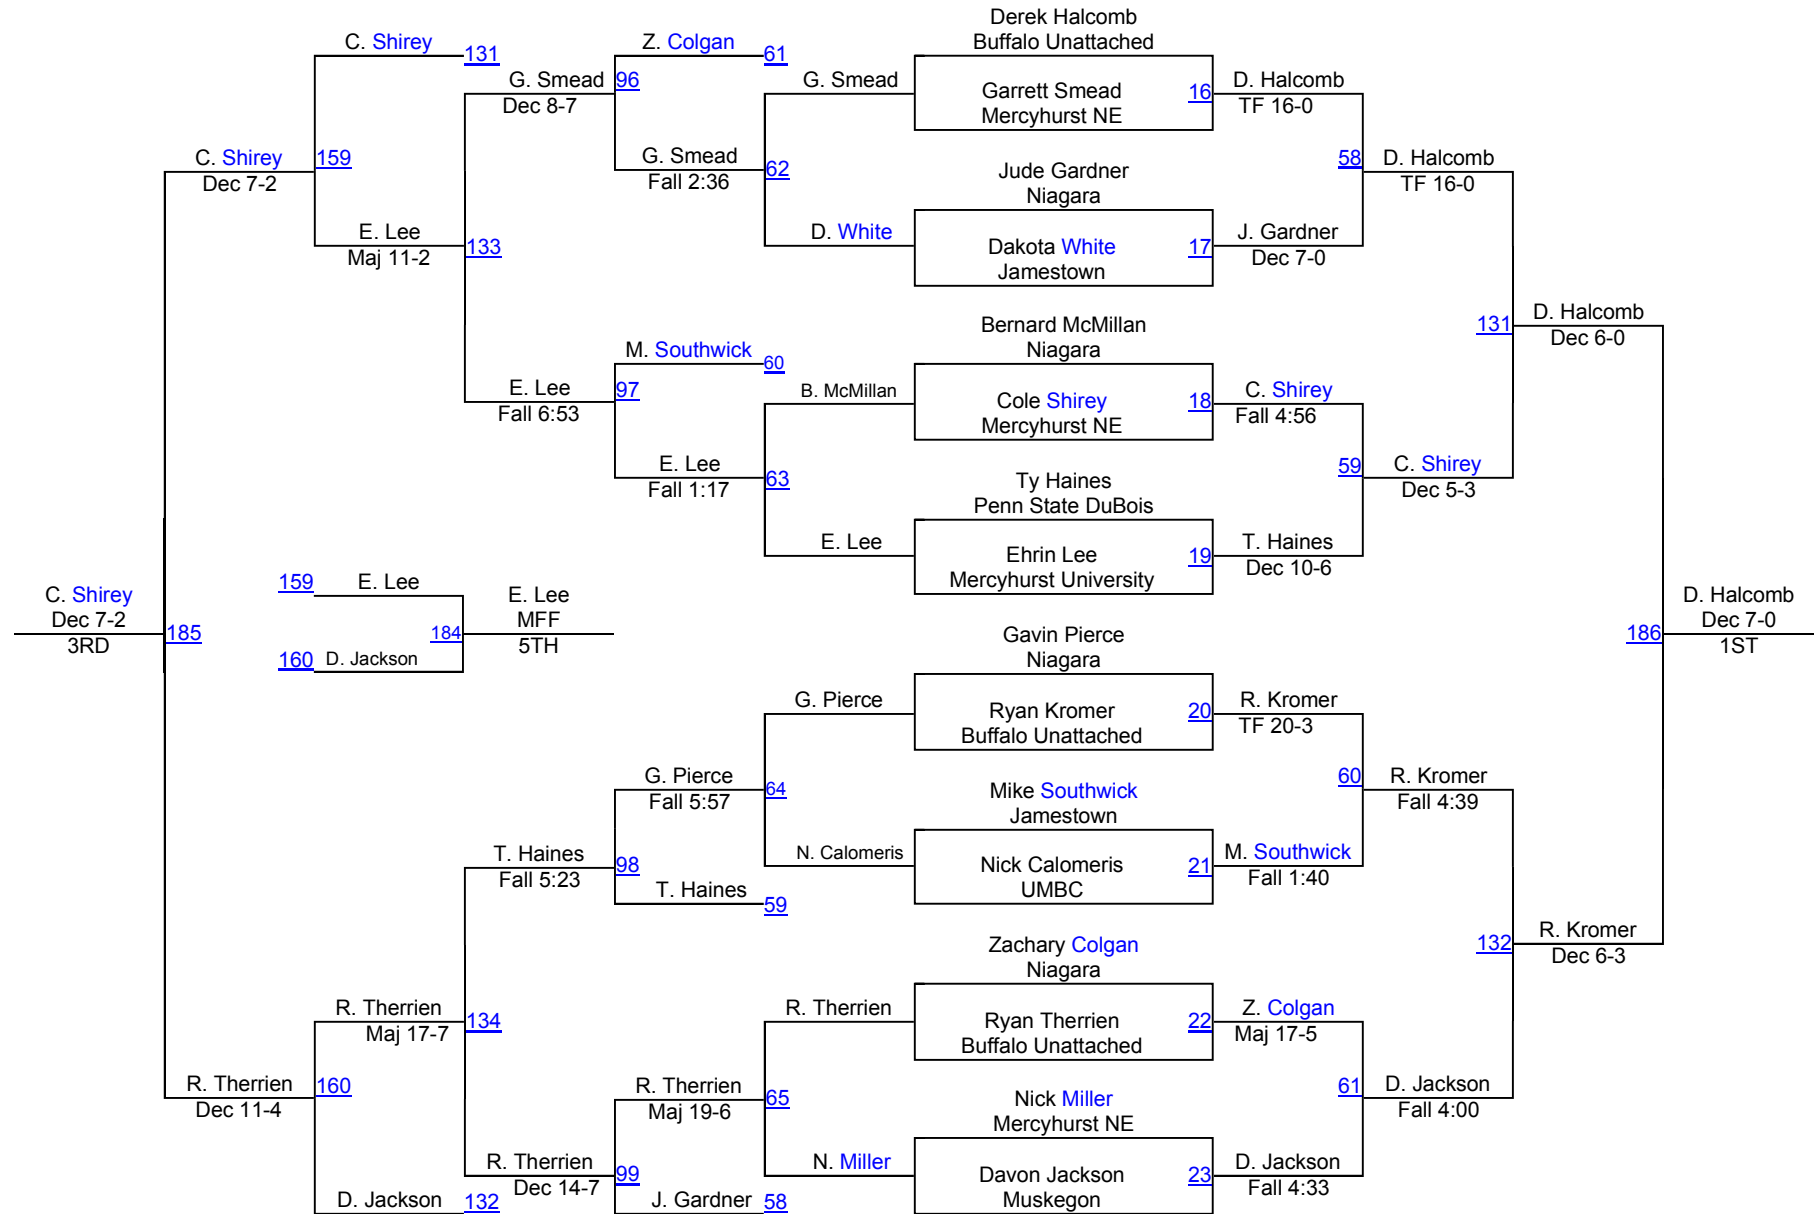 Derek Halcomb
C. Shirey 131 Z. Colgan 61 Buffalo Unattached
G. Smead 96 G. Smead Garrett Smead 16 D. Halcomb
Dec 8-7 Mercyhurst NE TF 16-0
C. Shirey 159 G. Smead 62 58 D. Halcomb
Dec 7-2 Fall 2:36 Jude Gardner TF 16-0
Niagara
E. Lee 133 D. White Dakota White 17 J. Gardner
Maj 11-2 Jamestown Dec 7-0
Bernard McMillan 131 D. Halcomb
M. Southwick 60 Niagara Dec 6-0
E. Lee 97 B. McMillan Cole Shirey 18 C. Shirey
Fall 6:53 Mercyhurst NE Fall 4:56
E. Lee 63 59 C. Shirey
Fall 1:17 Ty Haines Dec 5-3
Penn State DuBois
E. Lee Ehrin Lee 19 T. Haines
Mercyhurst University Dec 10-6
159 E. Lee
C. Shirey E. Lee D. Halcomb
Dec 7-2 MFF Dec 7-0
185 184 Gavin Pierce 186
3RD 5TH Niagara 1ST
160 D. Jackson
G. Pierce Ryan Kromer 20 R. Kromer
Buffalo Unattached TF 20-3
G. Pierce 64 60 R. Kromer
Fall 5:57 Mike Southwick Fall 4:39
Jamestown
T. Haines 98 N. Calomeris Nick Calomeris 21 M. Southwick
Fall 5:23 UMBC Fall 1:40
T. Haines 59
Zachary Colgan 132 R. Kromer
Niagara Dec 6-3
R. Therrien 134 R. Therrien Ryan Therrien 22 Z. Colgan
Maj 17-7 Buffalo Unattached Maj 17-5
R. Therrien 160 R. Therrien 65 61 D. Jackson
Dec 11-4 Maj 19-6 Nick Miller Fall 4:00
Mercyhurst NE
R. Therrien 99 N. Miller Davon Jackson 23 D. Jackson
Dec 14-7 Muskegon Fall 4:33
D. Jackson 132 J. Gardner 58